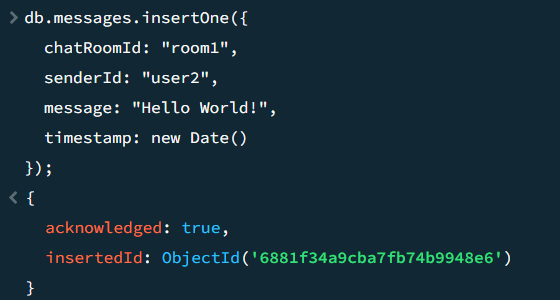 > db.messages.insertOne({
chatRoomId: "room1",
senderId: "user2",
message: "Hello World!",
timestamp: new Date()
});
< {
acknowledged: true,
insertedId: ObjectId('6881f34a9cba7fb74b9948e6')
}